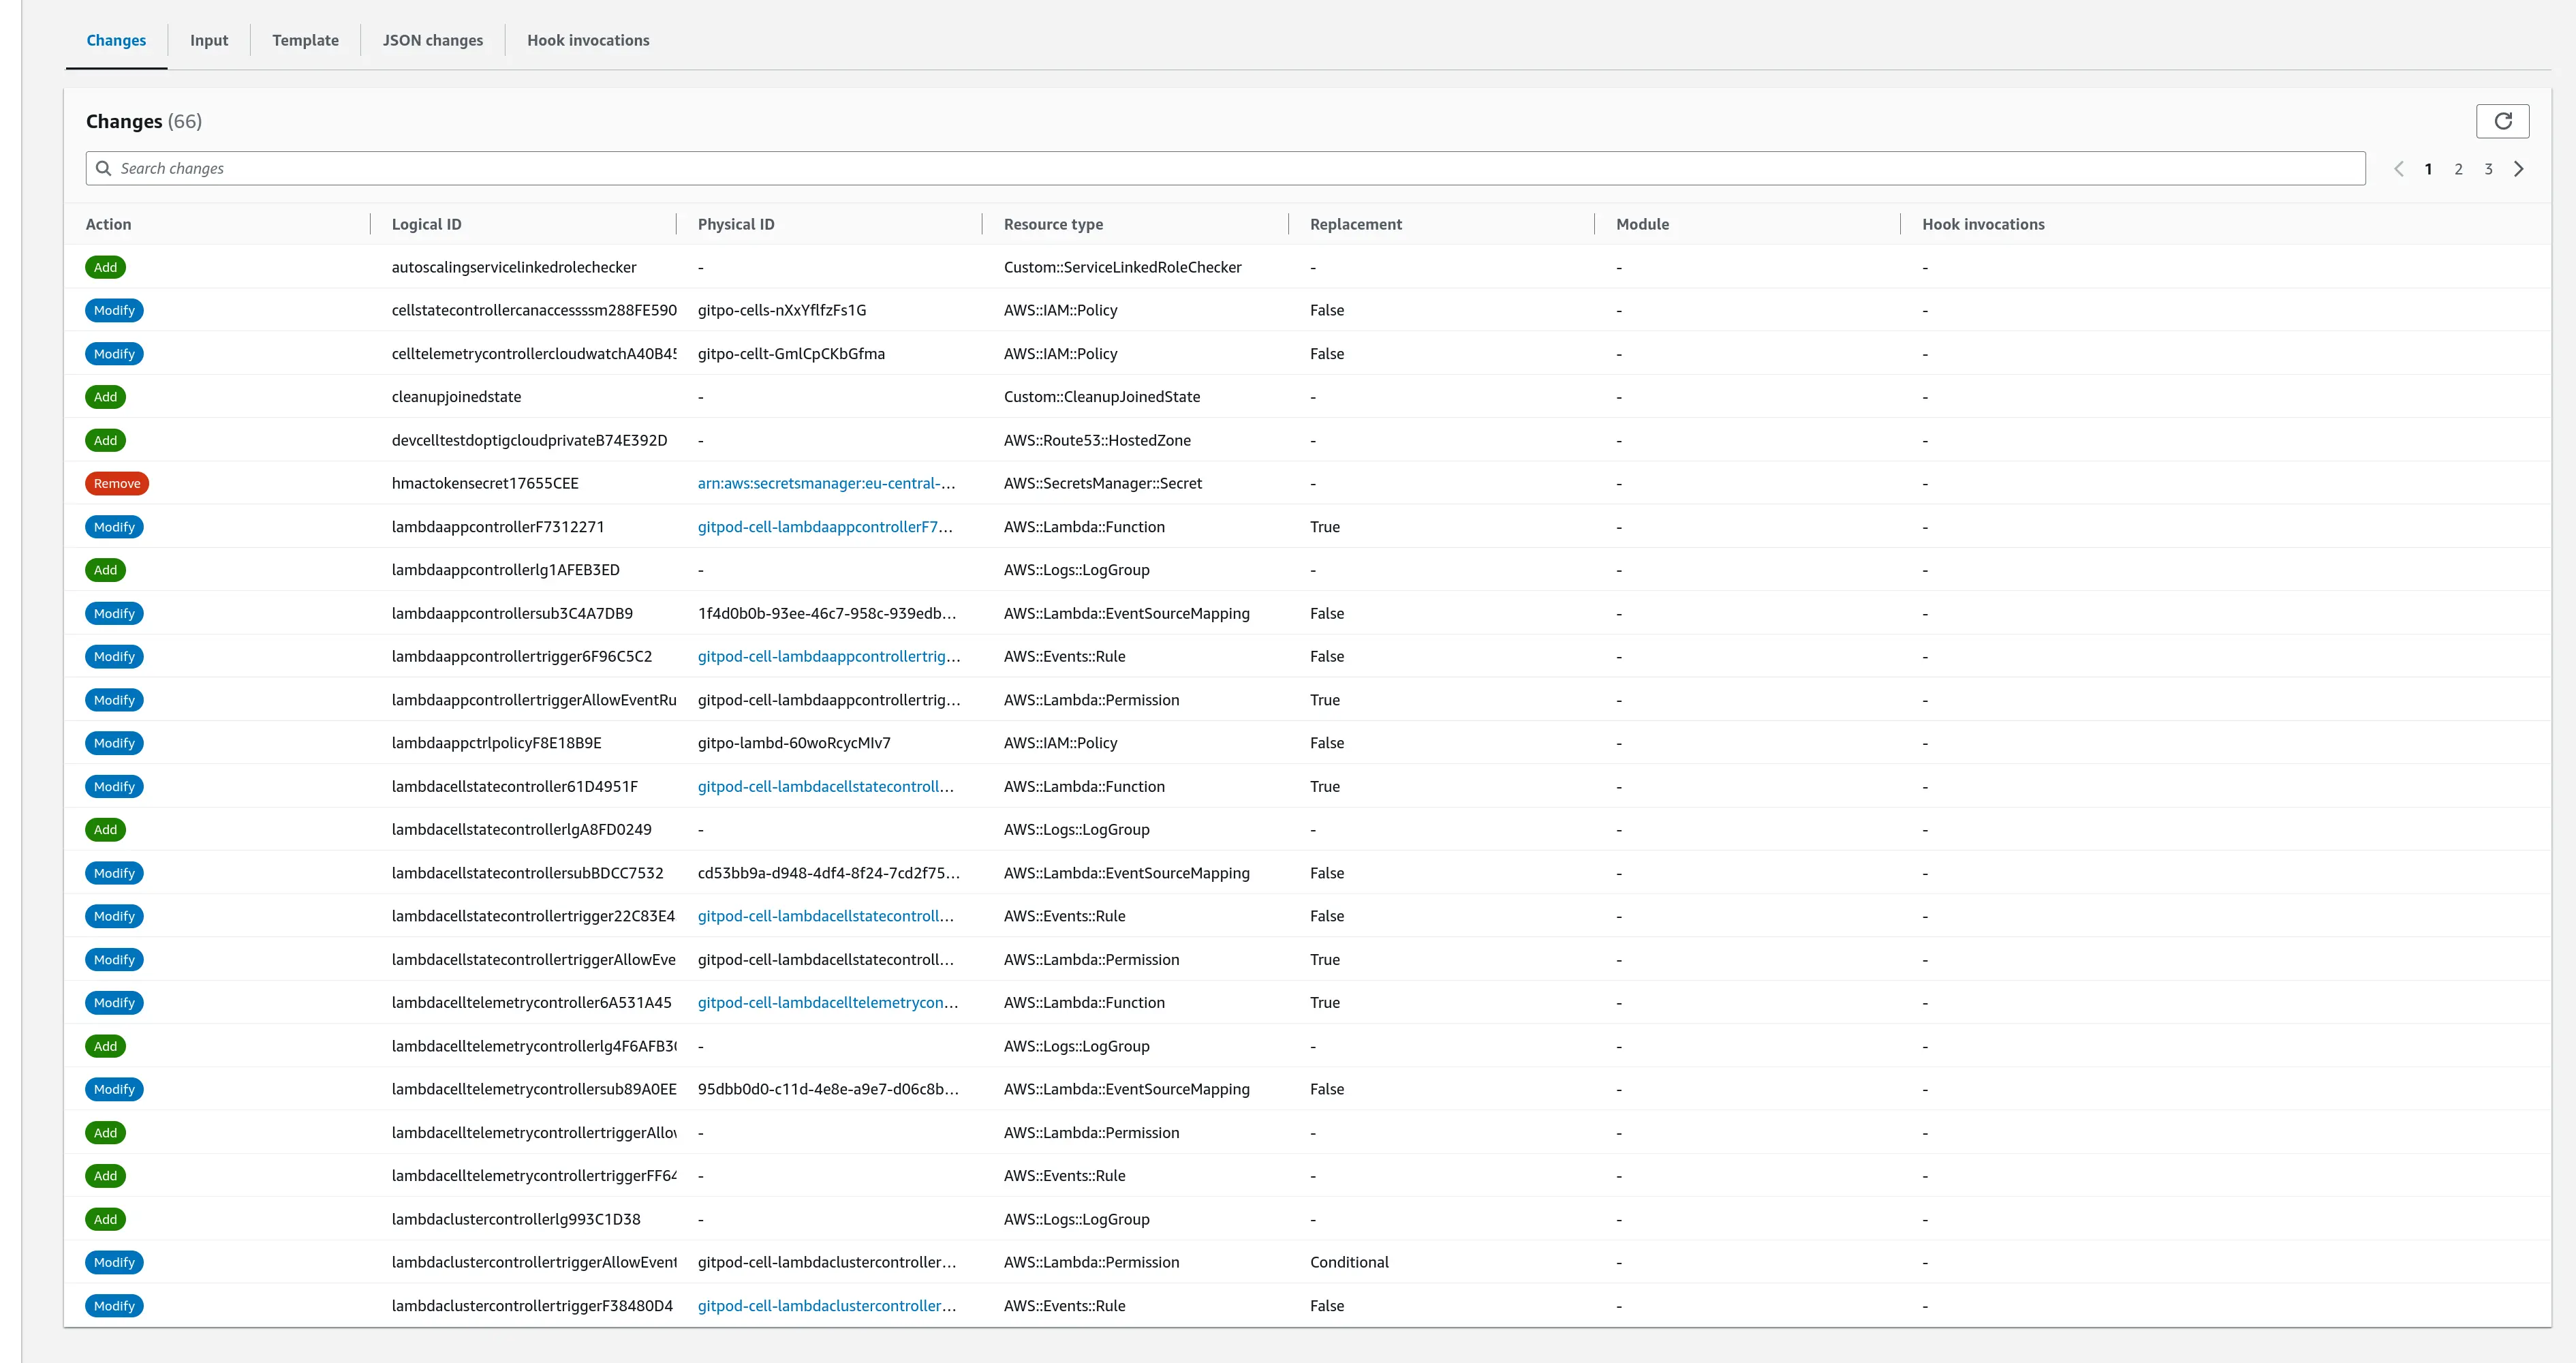 Changes Input Template JSON changes Hook invocations
Changes (66)
Search changes 1 2 3
Action Logical ID Physical ID Resource type Replacement Module Hook invocations
Add autoscalingservicelinkedrolechecker - Custom::ServiceLinkedRoleChecker - - -
Modify cellstatecontrollercanaccessssm288FE590 gitpo-cells-nXxYflfzFs1G AWS::IAM::Policy False - -
Modify celltelemetrycontrollercloudwatchA40B45 gitpo-cellt-GmlCpCKbGfma AWS::IAM::Policy False - -
Add cleanupjoinedstate - Custom::CleanupJoinedState - - -
Add devcelltestdoptigcloudprivateB74E392D - AWS::Route53::HostedZone - - -
Remove hmactokensecret17655CEE arn:aws:secretsmanager:eu-central-... AWS::SecretsManager::Secret - - -
Modify lambdaappcontrollerF7312271 gitpod-cell-lambdaappcontrollerF7... AWS::Lambda::Function True - -
Add lambdaappcontrollerlg1AFEB3ED - AWS::Logs::LogGroup - - -
Modify lambdaappcontrollersub3C4A7DB9 1f4d0b0b-93ee-46c7-958c-939edb... AWS::Lambda::EventSourceMapping False - -
Modify lambdaappcontrollertrigger6F96C5C2 gitpod-cell-lambdaappcontrollertrig... AWS::Events::Rule False - -
Modify lambdaappcontrollertriggerAllowEventRu gitpod-cell-lambdaappcontrollertrig... AWS::Lambda::Permission True - -
Modify lambdaappctrlpolicyF8E18B9E gitpo-lambd-60woRcycMIv7 AWS::IAM::Policy False - -
Modify lambdacellstatecontroller61D4951F gitpod-cell-lambdacellstatecontroll... AWS::Lambda::Function True - -
Add lambdacellstatecontrollerlgA8FD0249 - AWS::Logs::LogGroup - - -
Modify lambdacellstatecontrollersubBDCC7532 cd53bb9a-d948-4df4-8f24-7cd2f75... AWS::Lambda::EventSourceMapping False - -
Modify lambdacellstatecontrollertrigger22C83E4 gitpod-cell-lambdacellstatecontroll... AWS::Events::Rule False - -
Modify lambdacellstatecontrollertriggerAllowEve gitpod-cell-lambdacellstatecontroll... AWS::Lambda::Permission True - -
Modify lambdacelltelemetrycontroller6A531A45 gitpod-cell-lambdacelltelemetrycon... AWS::Lambda::Function True - -
Add lambdacelltelemetrycontrollerlg4F6AFB3 - AWS::Logs::LogGroup - - -
Modify lambdacelltelemetrycontrollersub89A0EE 95dbb0d0-c11d-4e8e-a9e7-d06c8b... AWS::Lambda::EventSourceMapping False - -
Add lambdacelltelemetrycontrollertriggerAllow - AWS::Lambda::Permission - - -
Add lambdacelltelemetrycontrollertriggerFF64 - AWS::Events::Rule - - -
Add lambdaclustercontrollerlg993C1D38 - AWS::Logs::LogGroup - - -
Modify lambdaclustercontrollertriggerAllowEvent gitpod-cell-lambdaclustercontroller... AWS::Lambda::Permission Conditional - -
Modify lambdaclustercontrollertriggerF38480D4 gitpod-cell-lambdaclustercontroller... AWS::Events::Rule False - -